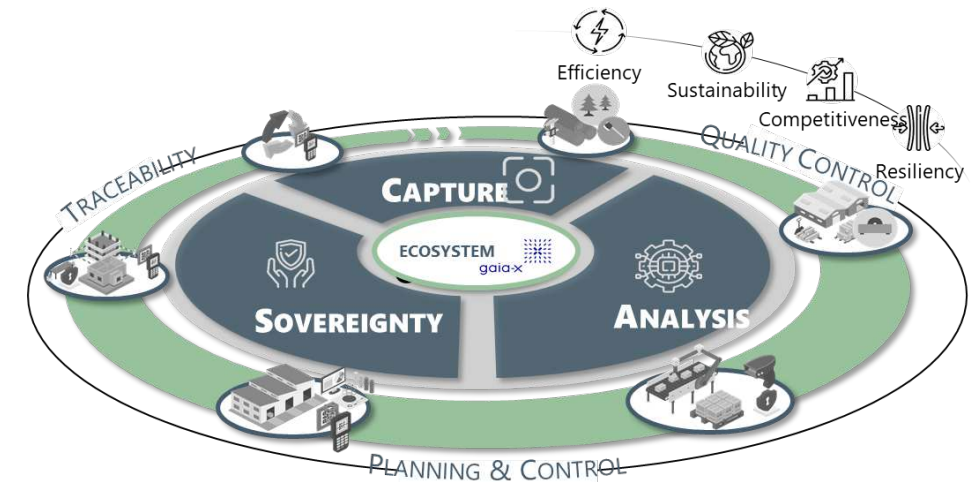 Efficiency
Sustainability
Competitiveness
Resiliency
TRACEABILITY
QUALITY CONTROL
CAPTURE
ECOSYSTEM
gaia-x
SOVEREIGNTY
ANALYSIS
PLANNING & CONTROL